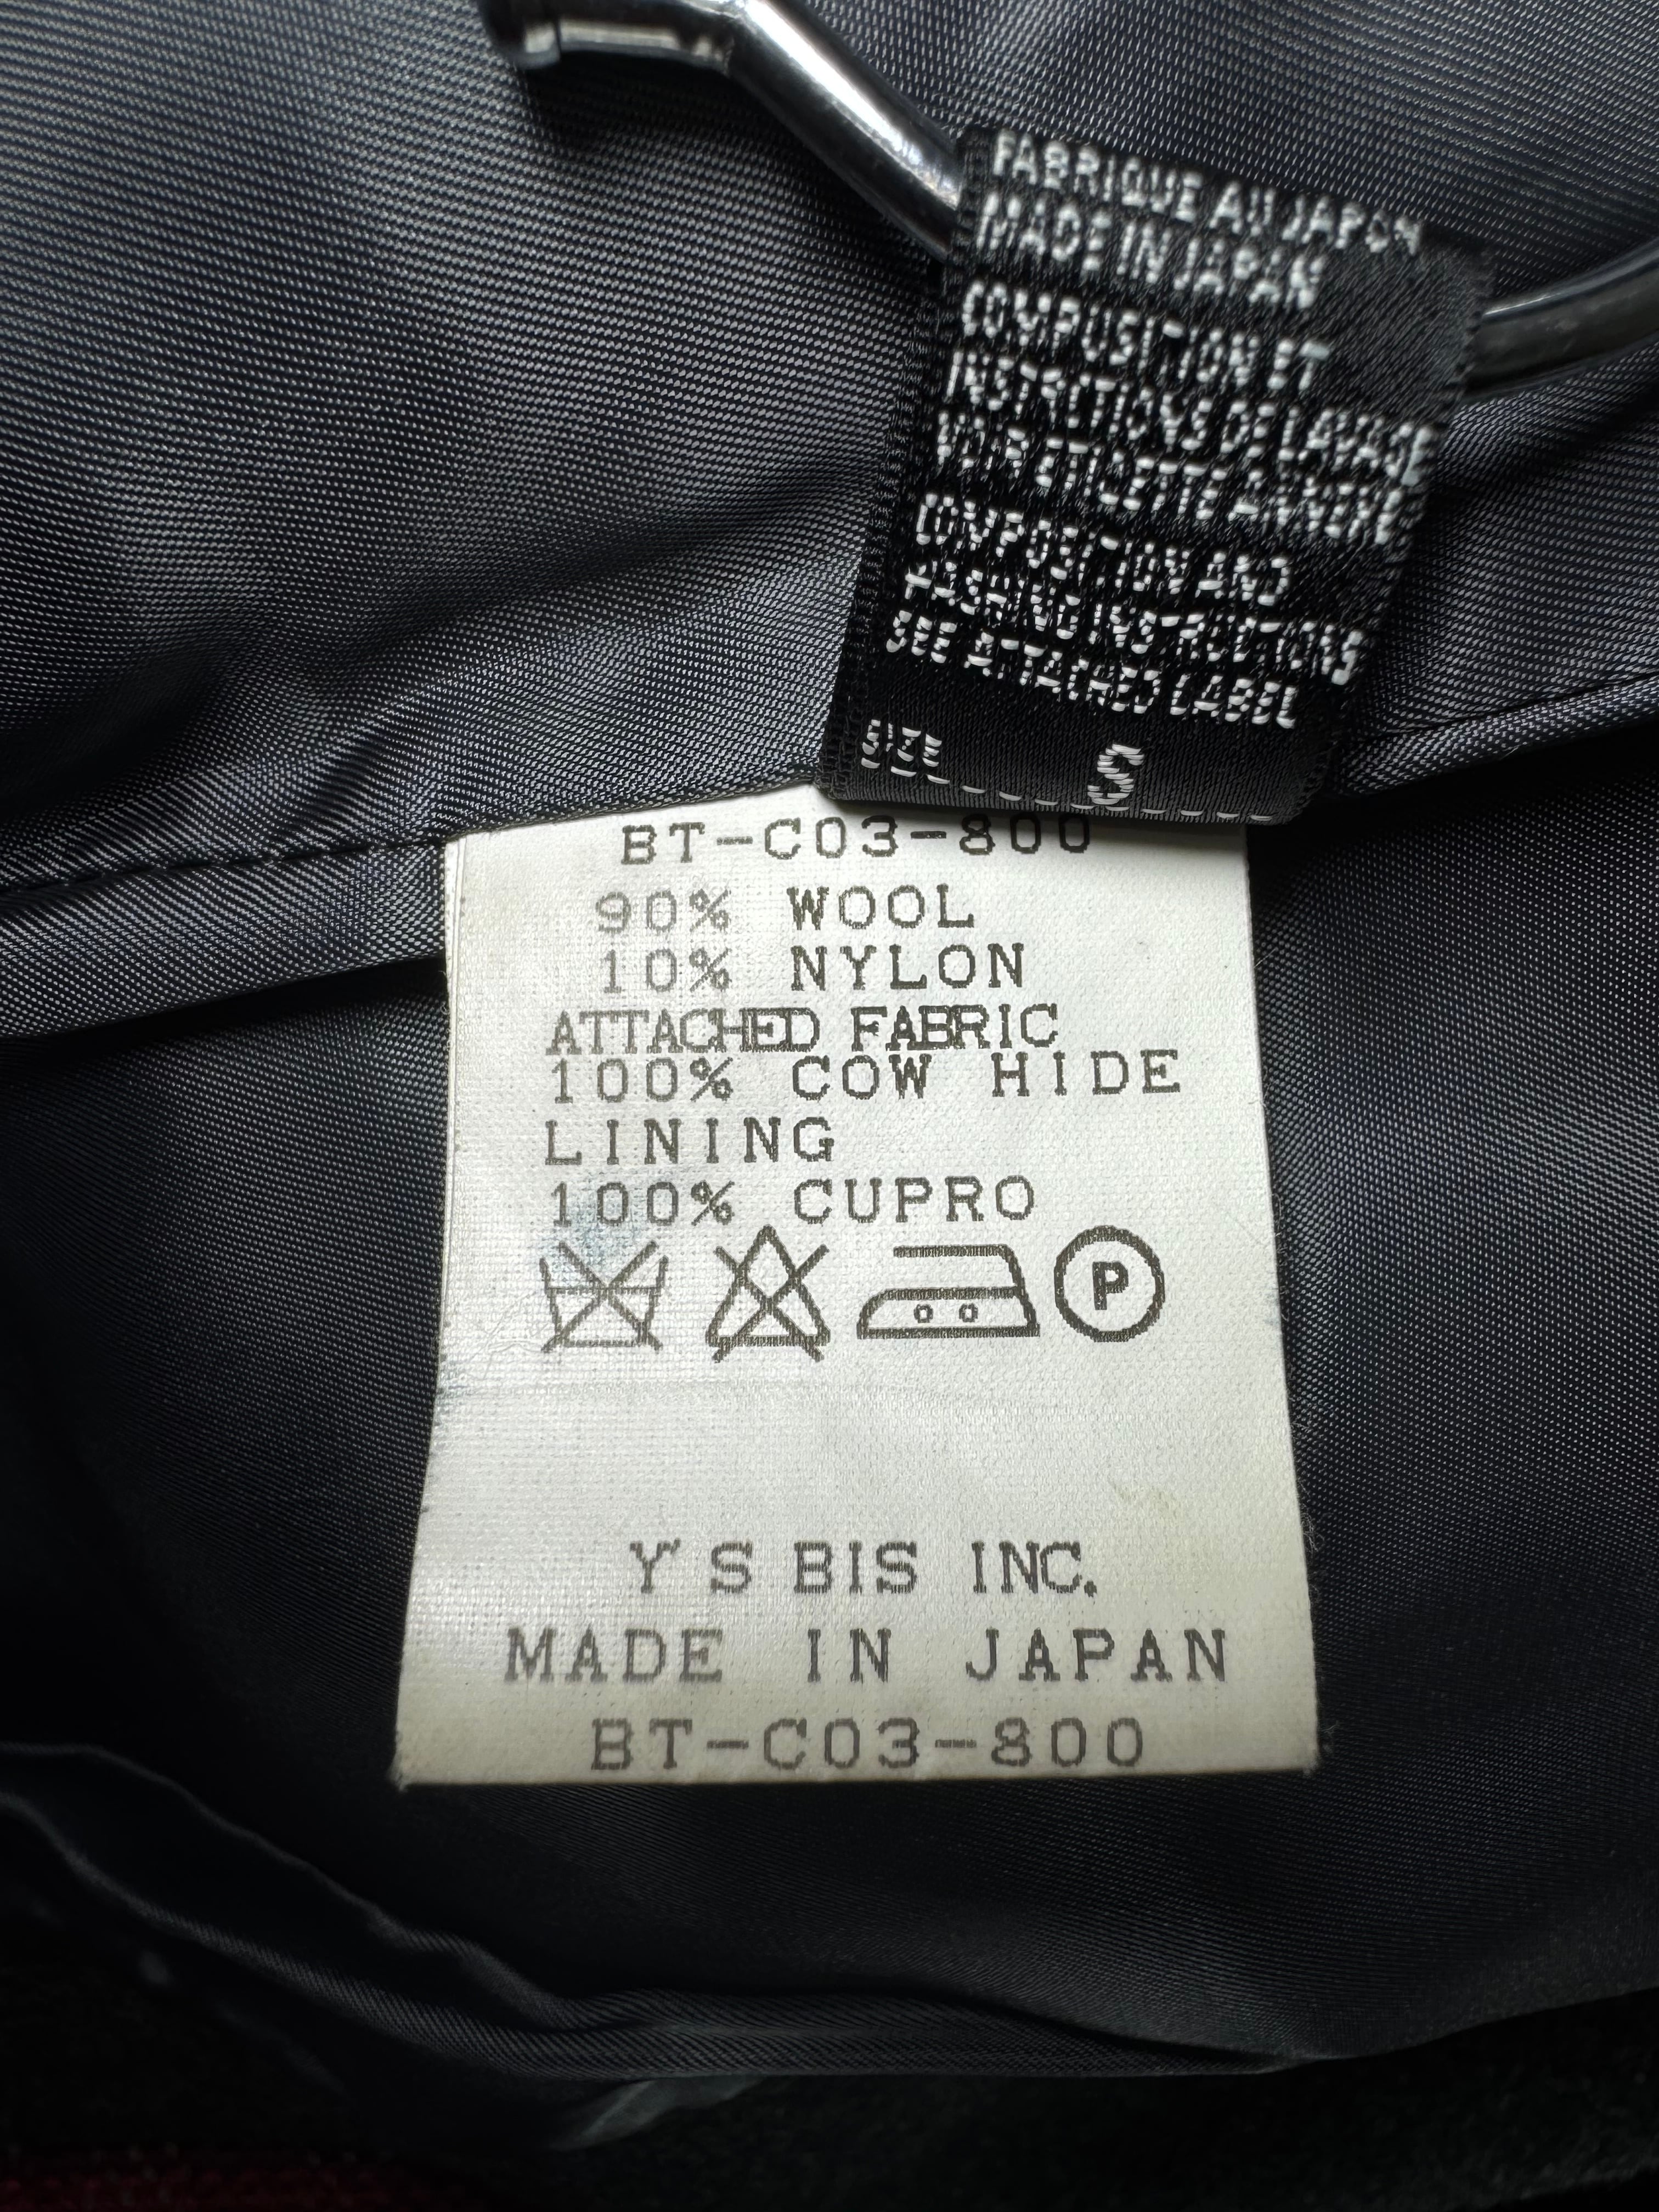 FABRIQUE AU JAPON
MADE IN JAPAN
COMPOSITION ET
INSTRCTIONS DE LAVAGE
VOIR ETICETTE ANNEXE
COMPOSITION AND
WASHING INSTRUCTIONS
SEE ATTACHED LABEL
SIZE S
BT-C03-800
90% WOOL
10% NYLON
ATTACHED FABRIC
100% COW HIDE
LINING
100% CUPRO
P
Y'S BIS INC.
MADE IN JAPAN
BT-C03-800